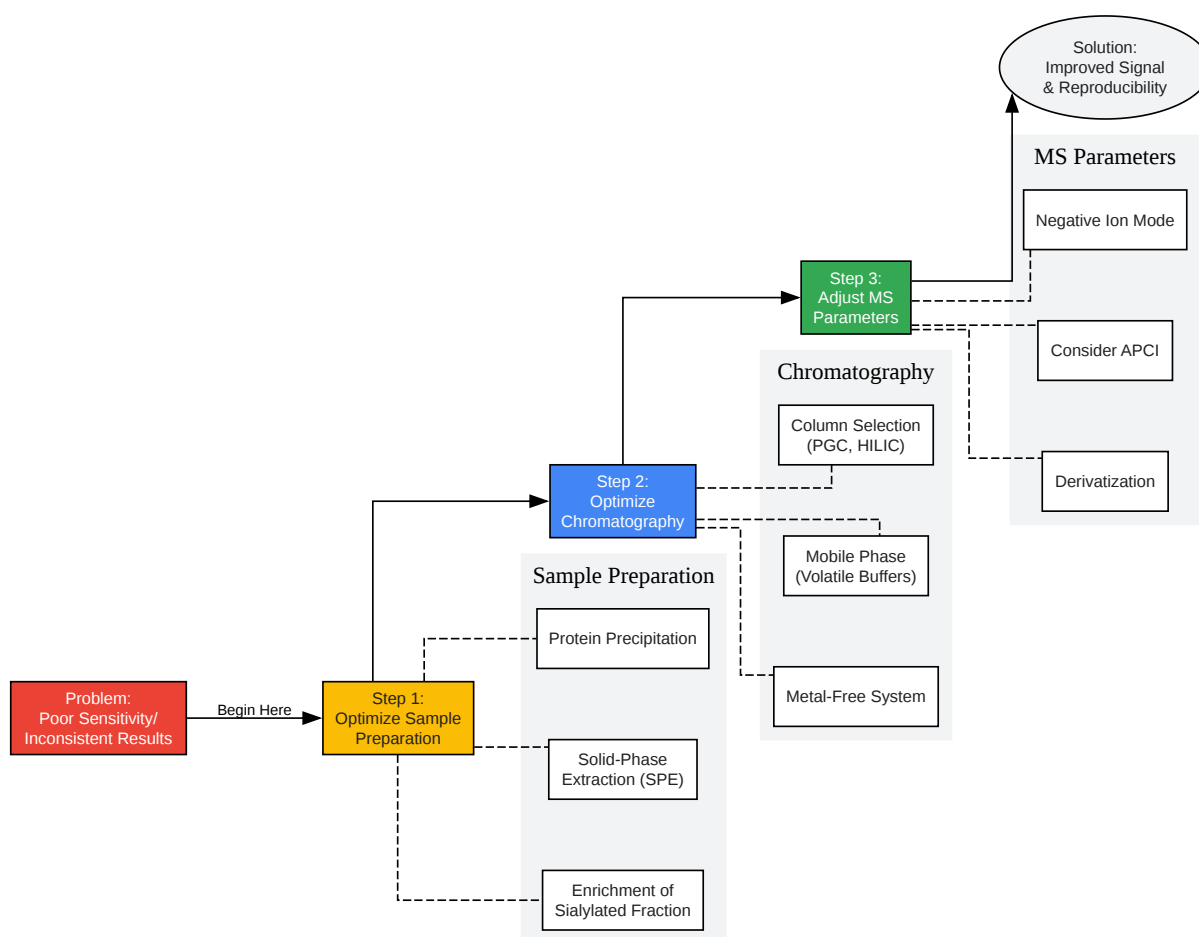 Solution:
Improved Signal
& Reproducibility
MS Parameters
Negative Ion Mode
Step 3:
Adjust MS
Parameters
Consider APCI
Chromatography
Column Selection
(PGC, HILIC)
Derivatization
Step 2:
Optimize
Chromatography
Mobile Phase
(Volatile Buffers)
Sample Preparation
Protein Precipitation
Metal-Free System
Problem:
Poor Sensitivity/
Inconsistent Results
Begin Here
Step 1:
Optimize Sample
Preparation
Solid-Phase
Extraction (SPE)
Enrichment of
Sialylated Fraction